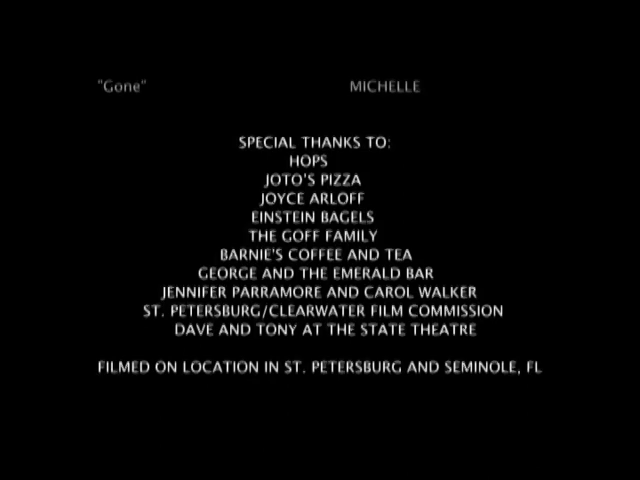 "Gone" MICHELLE
SPECIAL THANKS TO:
HOPS
JOTO'S PIZZA
JOYCE ARLOFF
EINSTEIN BAGELS
THE GOFF FAMILY
BARNIE'S COFFEE AND TEA
GEORGE AND THE EMERALD BAR
JENNIFER PARRAMORE AND CAROL WALKER
ST. PETERSBURG/CLEARWATER FILM COMMISSION
DAVE AND TONY AT THE STATE THEATRE
FILMED ON LOCATION IN ST. PETERSBURG AND SEMINOLE, FL